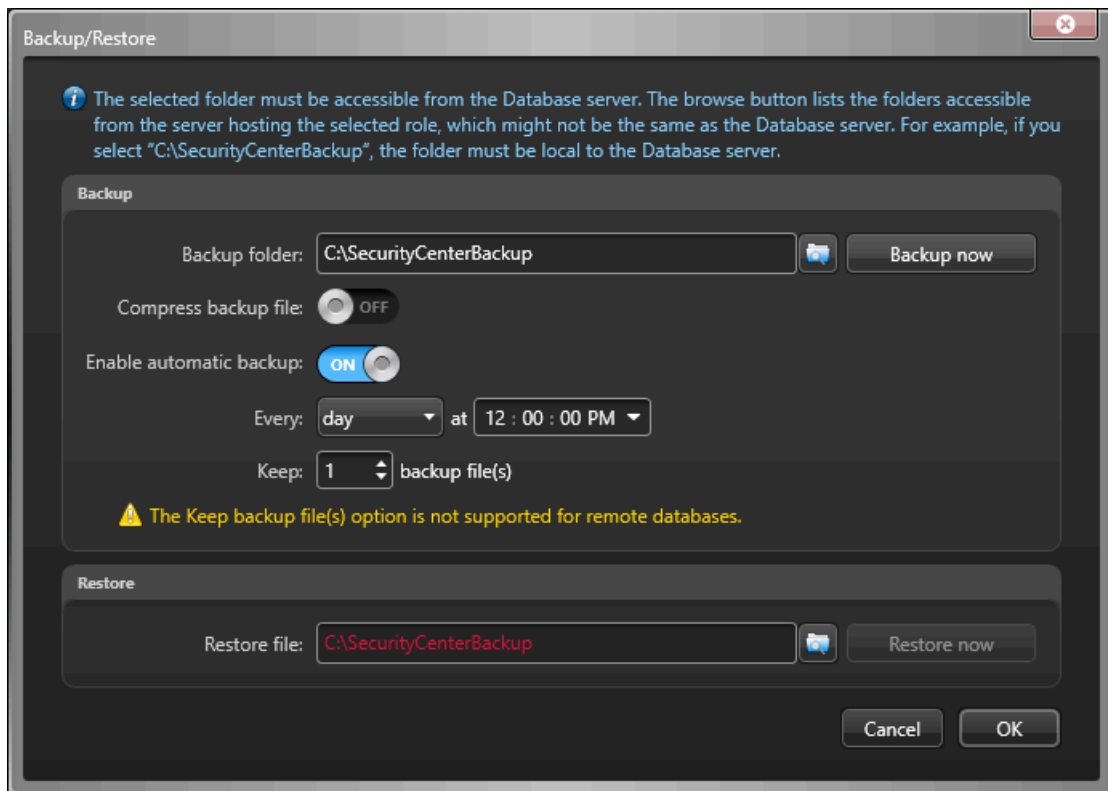 Backup/Restore
The selected folder must be accessible from the Database server. The browse button lists the folders accessible
from the server hosting the selected role, which might not be the same as the Database server. For example, if you
select "C:\SecurityCenterBackup", the folder must be local to the Database server.
Backup
Backup folder: C:\SecurityCenterBackup Backup now
Compress backup file: OFF
Enable automatic backup: ON
Every: day at 12 : 00 : 00 PM
Keep: 1 backup file(s)
The Keep backup file(s) option is not supported for remote databases.
Restore
Restore file: C:\SecurityCenterBackup Restore now
Cancel OK